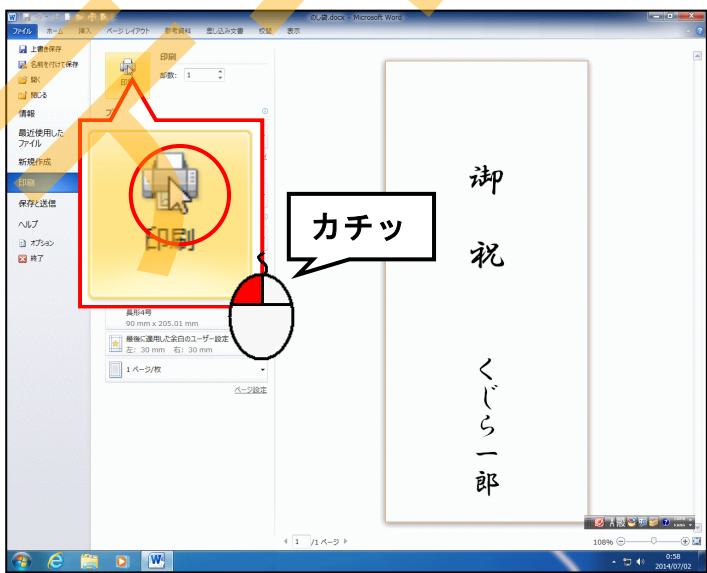 のし袋.docx - Microsoft Word
ファイル ホーム 挿入 ページ レイアウト 参考資料 差し込み文書 校閲 表示
上書き保存
名前を付けて保存
開く
閉じる
情報
最近使用した
ファイル
新規作成
印刷
保存と送信
ヘルプ
オプション
終了
印刷
部数: 1
印刷
カチッ
長形4号
90 mm x 205.01 mm
最後に適用した余白のユーザー設定
左: 30 mm 右: 30 mm
1 ページ/枚
ページ設定
御祝
くじら一郎
1 /1 ページ
108%
般
0:58
2014/07/02